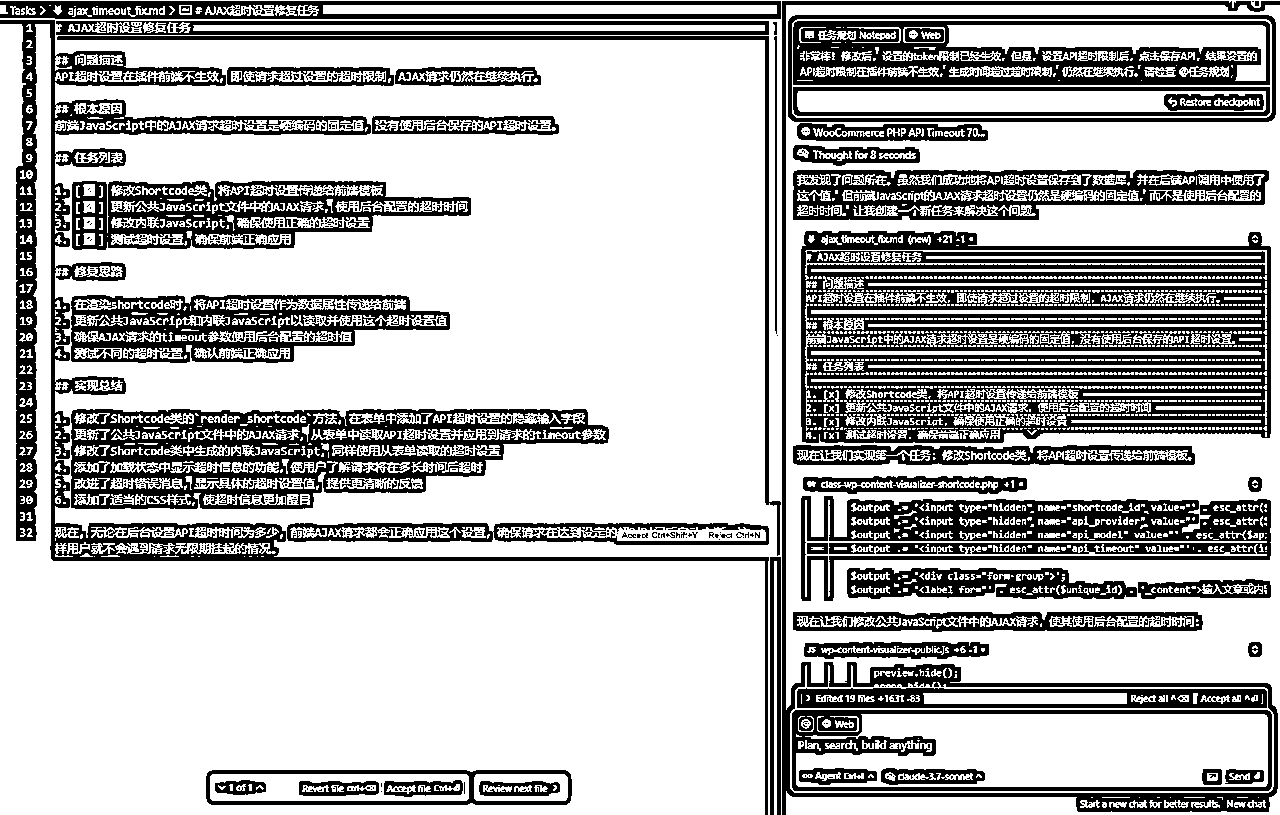 Tasks > ajax_timeout_fix.md > # AJAX超时设置修复任务
1 # AJAX超时设置修复任务
2
3 ## 问题描述
4 API超时设置在插件前端不生效，即使请求超过设置的超时限制，AJAX请求仍然在继续执行。
5
6 ## 根本原因
7 前端JavaScript中的AJAX请求超时设置是硬编码的固定值，没有使用后台保存的API超时设置。
8
9 ## 任务列表
10
11 1. [ ] 修改Shortcode类，将API超时设置传递给前端模板
12 2. [ ] 更新公共JavaScript文件中的AJAX请求，使用后台配置的超时时间
13 3. [ ] 修改内联JavaScript，确保使用正确的超时设置
14 4. [ ] 测试超时设置，确保前端正确应用
15
16 ## 修复思路
17
18 1. 在渲染shortcode时，将API超时设置作为数据属性传递给前端
19 2. 更新公共JavaScript和内联JavaScript以读取并使用这个超时设置值
20 3. 确保AJAX请求的timeout参数使用后台配置的超时值
21 4. 测试不同的超时设置，确认前端正确应用
22
23 ## 实现总结
24
25 1. 修改了Shortcode类的`render_shortcode`方法，在表单中添加了API超时设置的隐藏输入字段
26 2. 更新了公共JavaScript文件中的AJAX请求，从表单中读取API超时设置并应用到请求的timeout参数
27 3. 修改了Shortcode类中生成的内联JavaScript，同样使用从表单读取的超时设置
28 4. 添加了加载状态中显示超时信息的功能，使用户了解请求将在多长时间后超时
29 5. 改进了超时错误消息，显示具体的超时设置值，提供更清晰的反馈
30 6. 添加了适当的CSS样式，使超时信息更加醒目
31
32 现在，无论在后台设置API超时时间为多少，前端AJAX请求都会正确应用这个设置，确保请求在达到设定的
Accept Ctrl+Shift+Y Reject Ctrl+N
样用户就不会遇到请求无限期挂起的情况。
1 of 1 Revert file Ctrl+⌫ Accept file Ctrl+⏎ Review next file >
任务规划 Notepad Web
非常棒！修改后，设置的token限制已经生效，但是，设置API超时限制后，点击保存API，结果设置的
API超时限制在插件前端不生效，生成时间超过超时限制，仍然在继续执行。请检查 @任务规划
Restore checkpoint
WooCommerce PHP API Timeout 70...
Thought for 8 seconds
我发现了问题所在。虽然我们成功地将API超时设置保存到了数据库，并在后端API调用中使用了
这个值，但前端JavaScript的AJAX请求超时设置仍然是硬编码的固定值，而不是使用后台配置的
超时时间。让我创建一个新任务来解决这个问题。
ajax_timeout_fix.md (new) +21 -1
# AJAX超时设置修复任务
## 问题描述
API超时设置在插件前端不生效，即使请求超过设置的超时限制，AJAX请求仍然在继续执行。
## 根本原因
前端JavaScript中的AJAX请求超时设置是硬编码的固定值，没有使用后台保存的API超时设置。
## 任务列表
1. [x] 修改Shortcode类，将API超时设置传递给前端模板
2. [x] 更新公共JavaScript文件中的AJAX请求，使用后台配置的超时时间
3. [x] 修改内联JavaScript，确保使用正确的超时设置
4. [x] 测试超时设置，确保前端正确应用
现在让我们实现第一个任务：修改Shortcode类，将API超时设置传递给前端模板。
class-wp-content-visualizer-shortcode.php +1
$output .= '<input type="hidden" name="shortcode_id" value="' . esc_attr($
$output .= '<input type="hidden" name="api_provider" value="' . esc_attr($
$output .= '<input type="hidden" name="api_model" value="' . esc_attr($ap
$output .= '<input type="hidden" name="api_timeout" value="' . esc_attr(i
$output .= '<div class="form-group">';
$output .= '<label for="' . esc_attr($unique_id) . '_content">输入文章或内
现在让我们修改公共JavaScript文件中的AJAX请求，使其使用后台配置的超时时间：
JS wp-content-visualizer-public.js +6 -1
preview.hide();
Edited 19 files +1631 -83 Reject all Accept all
@ Web
Plan, search, build anything
Agent Ctrl+I claude-3.7-sonnet Send
Start a new chat for better results. New chat